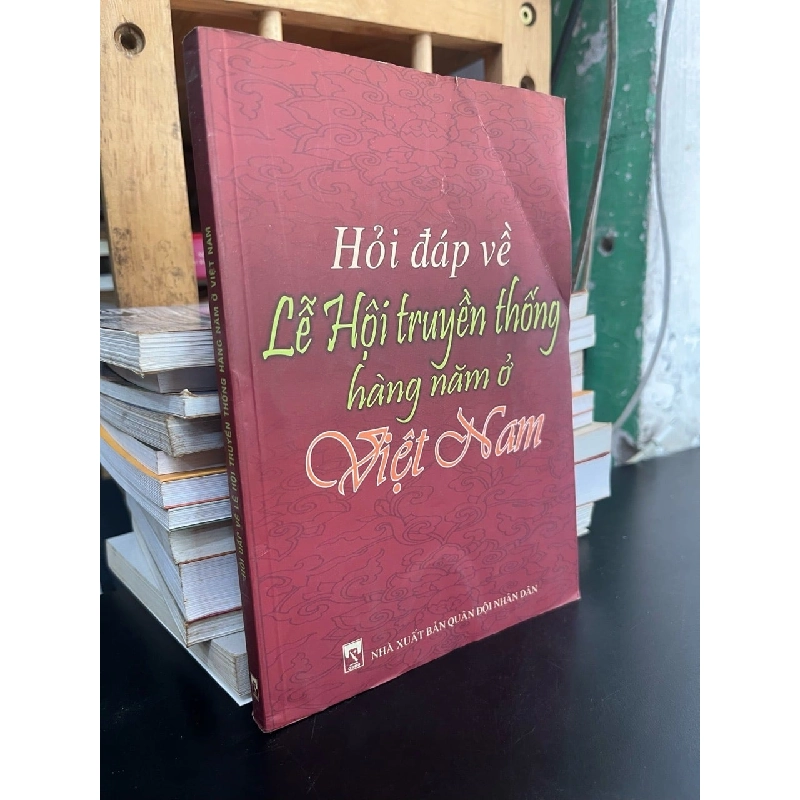 Hỏi đáp về
Lễ Hội truyền thống
hàng năm ở
Việt Nam
NHÀ XUẤT BẢN QUÂN ĐỘI NHÂN DÂN
HỎI ĐÁP VỀ LỄ HỘI TRUYỀN THỐNG HÀNG NĂM Ở VIỆT NAM